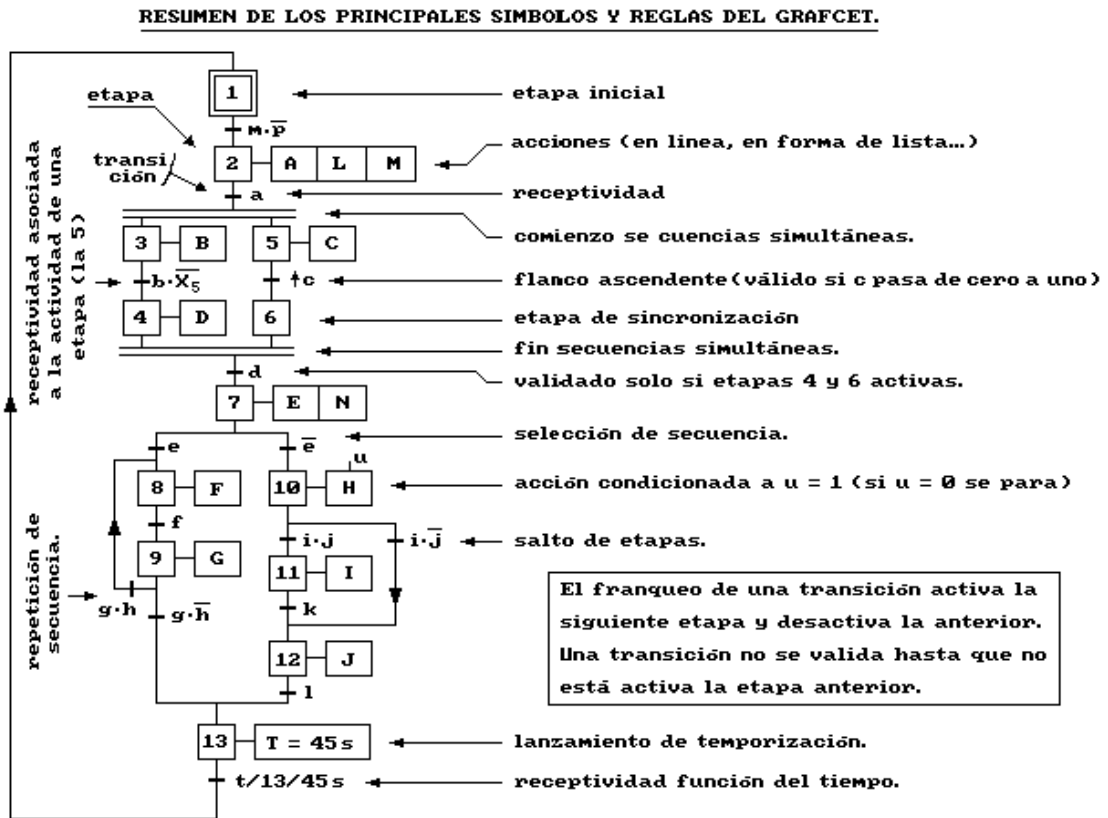 RESUMEN DE LOS PRINCIPALES SIMBOLOS Y REGLAS DEL GRAFCET.
1
etapa inicial
etapa
m·p̅
acciones (en linea, en forma de lista...)
2 A L M
transi
ción
a
receptividad
receptividad asociada
a la actividad de una
etapa (la 5)
comienzo se cuencias simultáneas.
3 B 5 C
b·X̅₅
↑c
flanco ascendente (válido si c pasa de cero a uno)
4 D 6
etapa de sincronización
fin secuencias simultáneas.
d
validado solo si etapas 4 y 6 activas.
7 E N
selección de secuencia.
e e̅
u
8 F 10 H
acción condicionada a u = 1 (si u = 0 se para)
f
i·j i·j̅
salto de etapas.
9 G 11 I
repetición de
secuencia.
g·h g·h̅
k
El franqueo de una transición activa la
siguiente etapa y desactiva la anterior.
Una transición no se valida hasta que no
está activa la etapa anterior.
12 J
l
13 T = 45s
lanzamiento de temporización.
t/13/45s
receptividad función del tiempo.